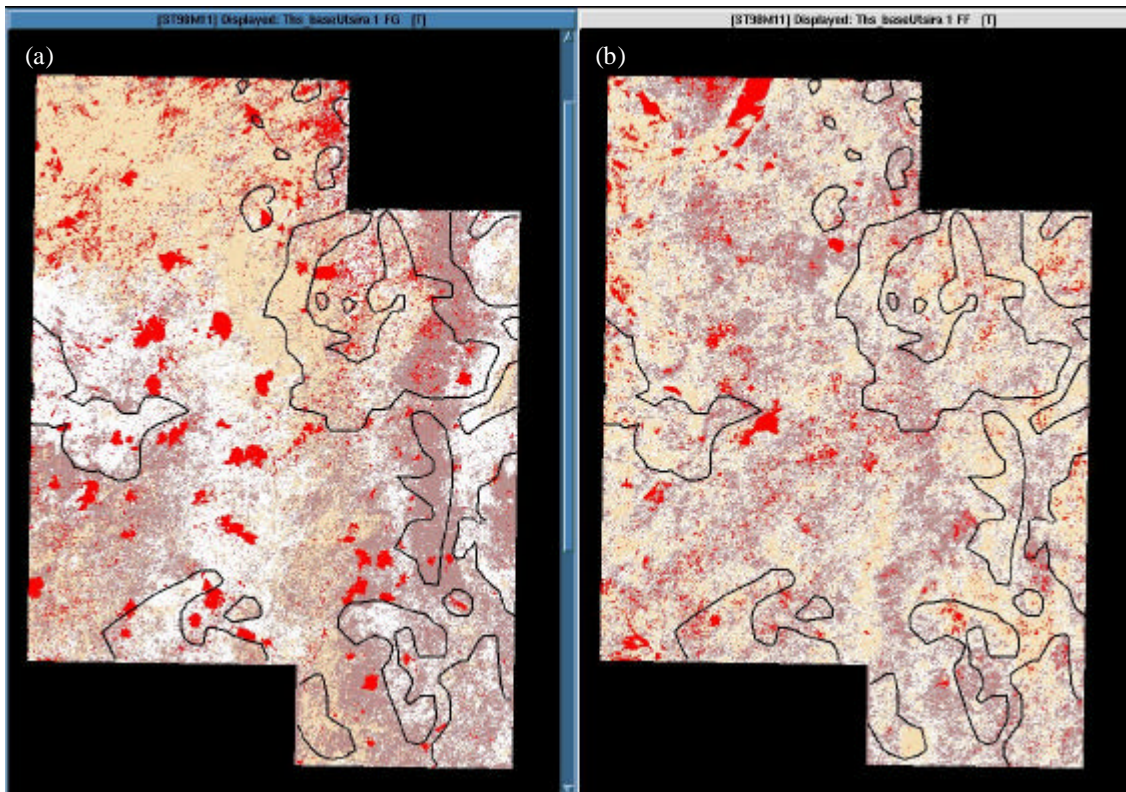 [ST98M11] Displayed: Ths_baseUtsira 1 FG [T]
[ST98M11] Displayed: Ths_baseUtsira 1 FF [T]
(a)
(b)